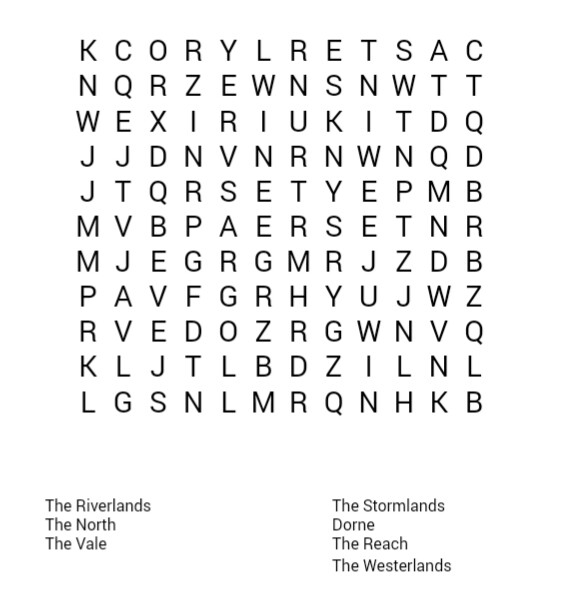 K C O R Y L R E T S A C
N Q R Z E W N S N W T T
W E X I R I U K I T D Q
J J D N V N R N W N Q D
J T Q R S E T Y E P M B
M V B P A E R S E T N R
M J E G R G M R J Z D B
P A V F G R H Y U J W Z
R V E D O Z R G W N V Q
K L J T L B D Z I L N L
L G S N L M R Q N H K B
The Riverlands
The North
The Vale
The Stormlands
Dorne
The Reach
The Westerlands